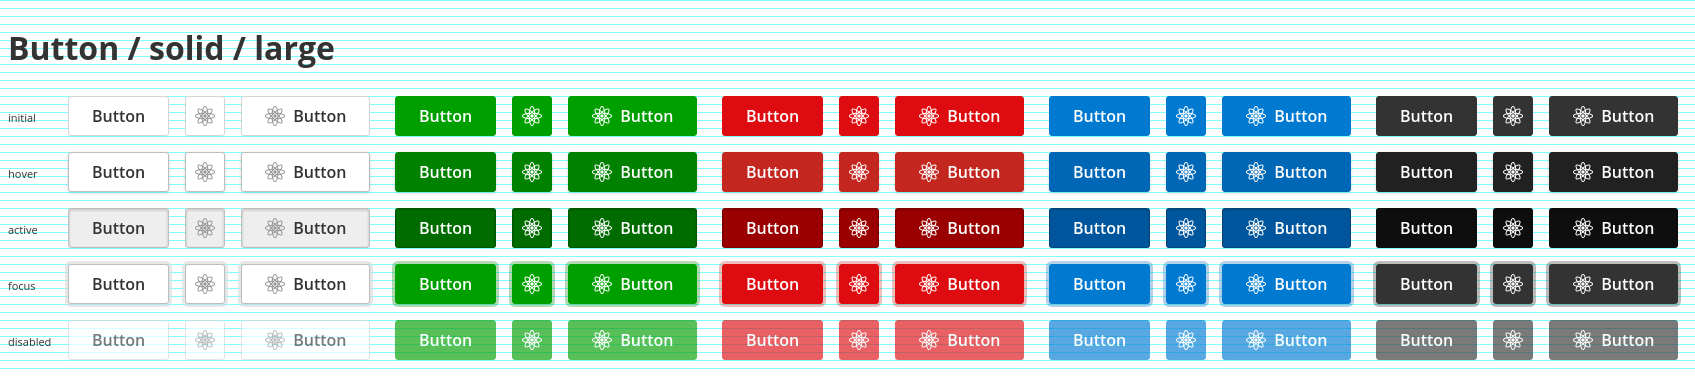 Button / solid / large
initial Button Button Button Button Button Button Button Button Button Button
hover Button Button Button Button Button Button Button Button Button Button
active Button Button Button Button Button Button Button Button Button Button
focus Button Button Button Button Button Button Button Button Button Button
disabled Button Button Button Button Button Button Button Button Button Button